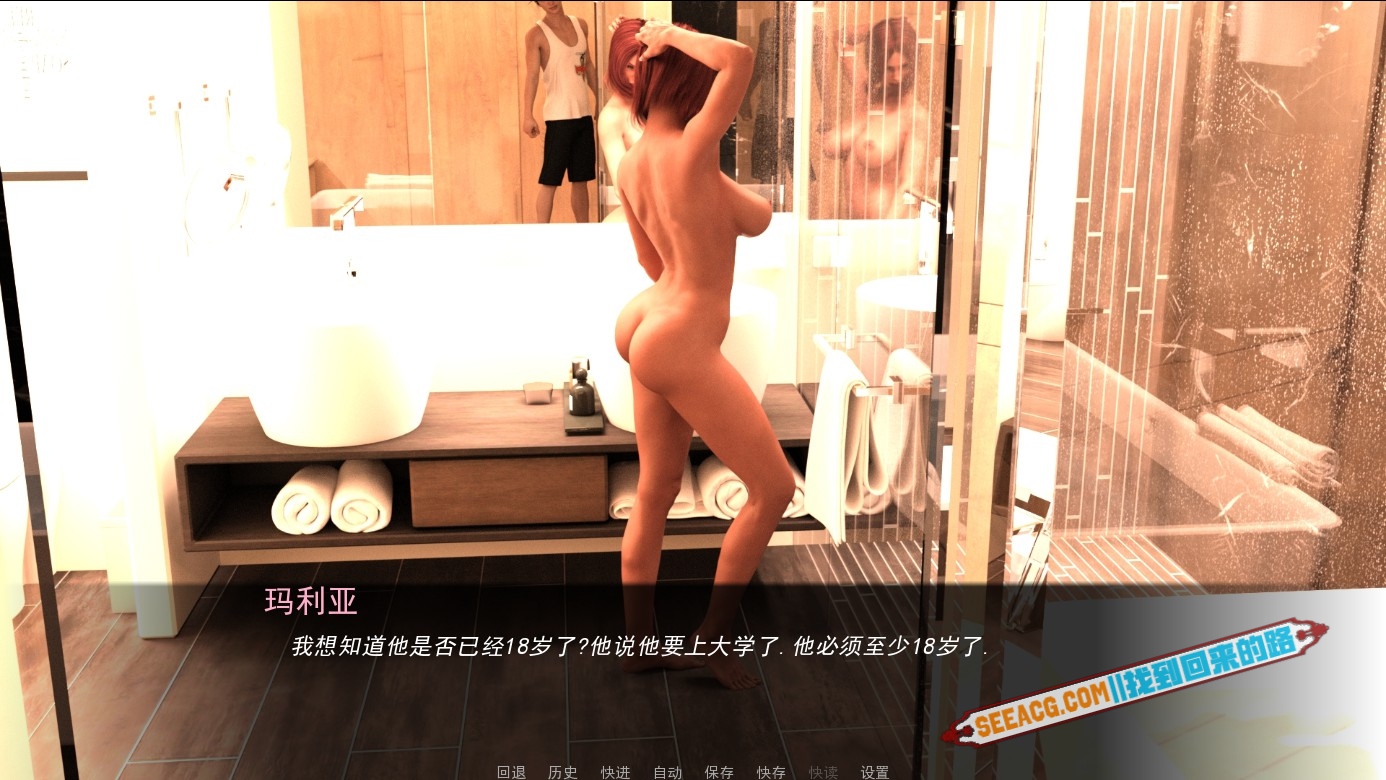 玛利亚
我想知道他是否已经18岁了?他说他要上大学了. 他必须至少18岁了.
SEEACG.COM||找到回来的路
回退 历史 快进 自动 保存 快存 快读 设置